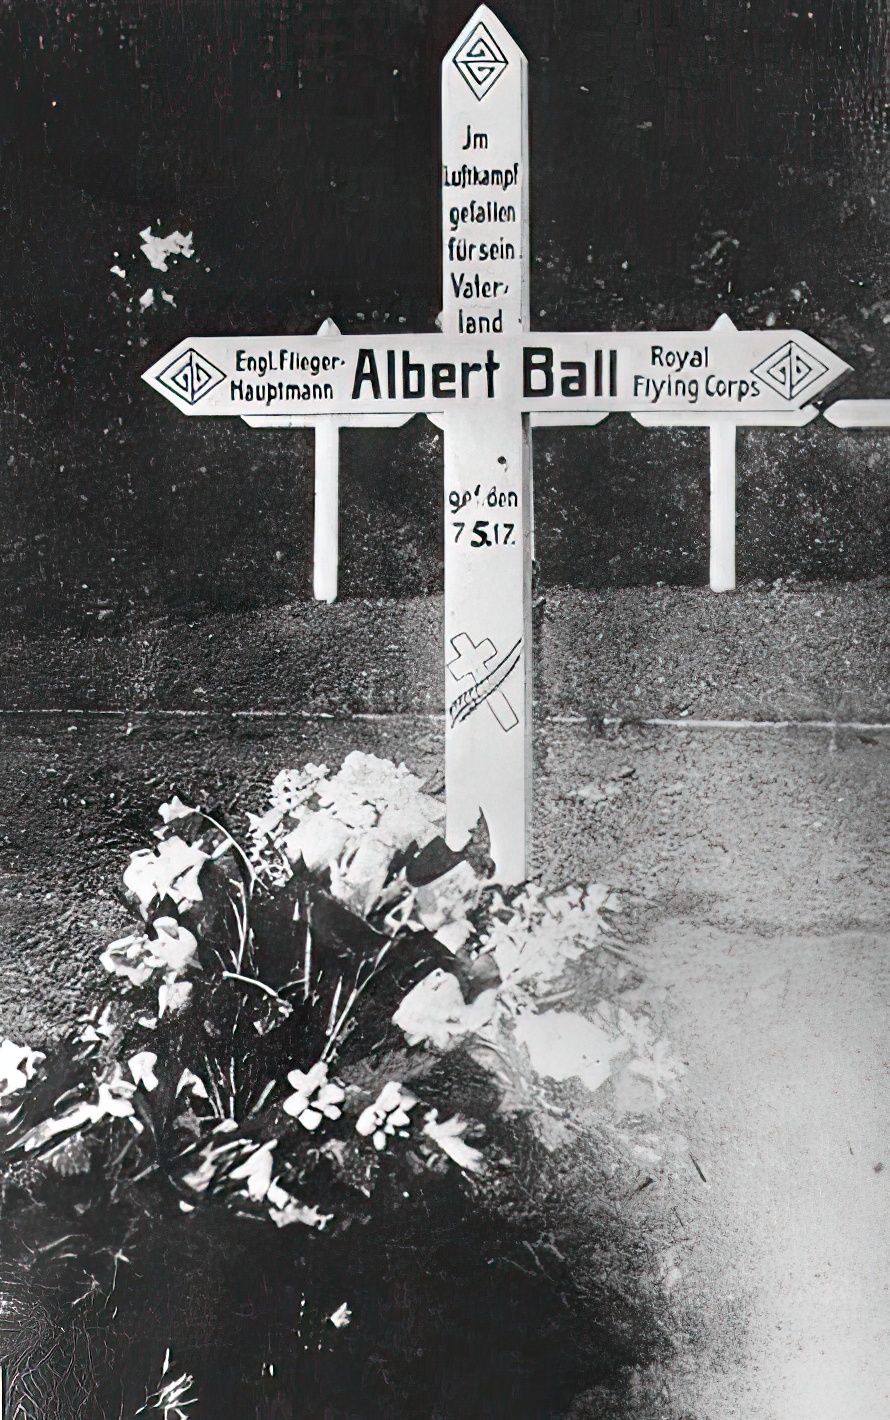 Jm
Luftkampf
gefallen
für sein
Vater-
land
Engl. Flieger-
Hauptmann
Albert Ball
Royal
Flying Corps
7.5.17.